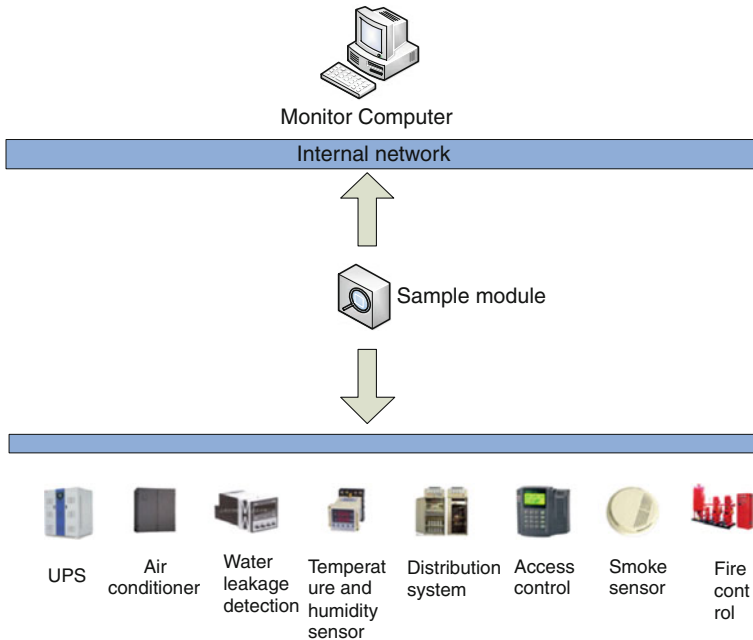 Monitor Computer
Internal network
Sample module
UPS
Air
conditioner
Water
leakage
detection
Temperat
ure and
humidity
sensor
Distribution
system
Access
control
Smoke
sensor
Fire
cont
rol